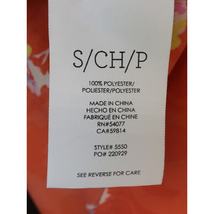 S/CH/P
100% POLYESTER/
POLIESTER/POLYESTER
MADE IN CHINA
HECHO EN CHINA
FABRIQUÉ EN CHINE
RN#54077
CA#59814
STYLE# 5550
PO# 220929
SEE REVERSE FOR CARE